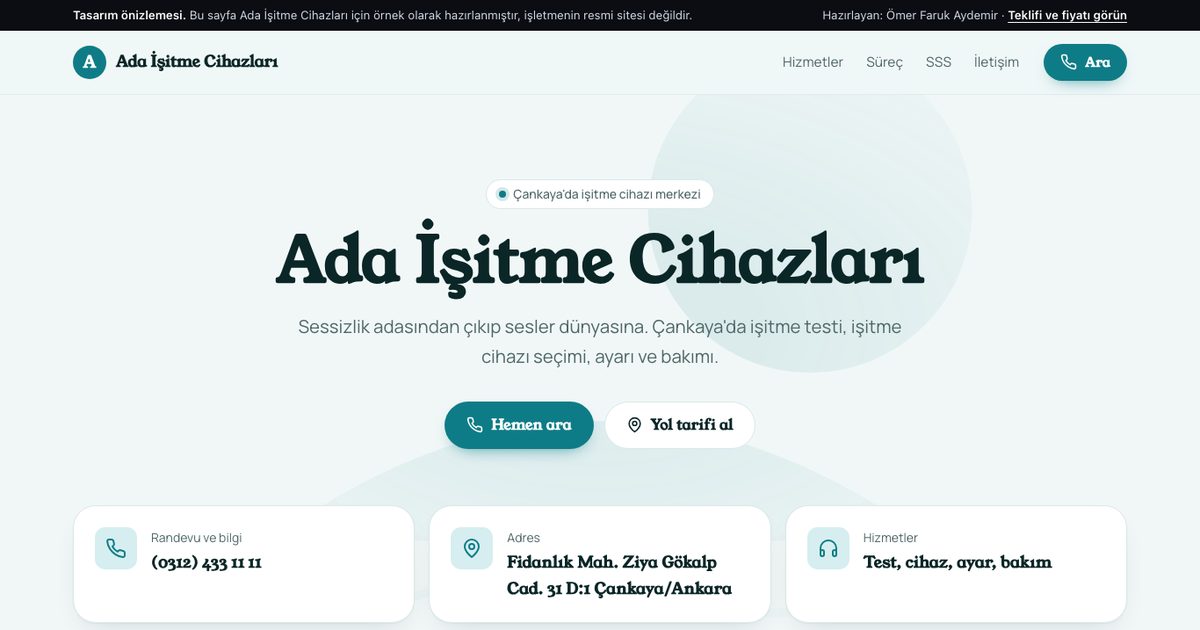 Tasarım önizlemesi. Bu sayfa Ada İşitme Cihazları için örnek olarak hazırlanmıştır, işletmenin resmi sitesi değildir.
Hazırlayan: Ömer Faruk Aydemir · Teklifi ve fiyatı görün
A Ada İşitme Cihazları
Hizmetler Süreç SSS İletişim Ara
Çankaya'da işitme cihazı merkezi
Ada İşitme Cihazları
Sessizlik adasından çıkıp sesler dünyasına. Çankaya'da işitme testi, işitme
cihazı seçimi, ayarı ve bakımı.
Hemen ara
Yol tarifi al
Randevu ve bilgi
(0312) 433 11 11
Adres
Fidanlık Mah. Ziya Gökalp
Cad. 31 D:1 Çankaya/Ankara
Hizmetler
Test, cihaz, ayar, bakım